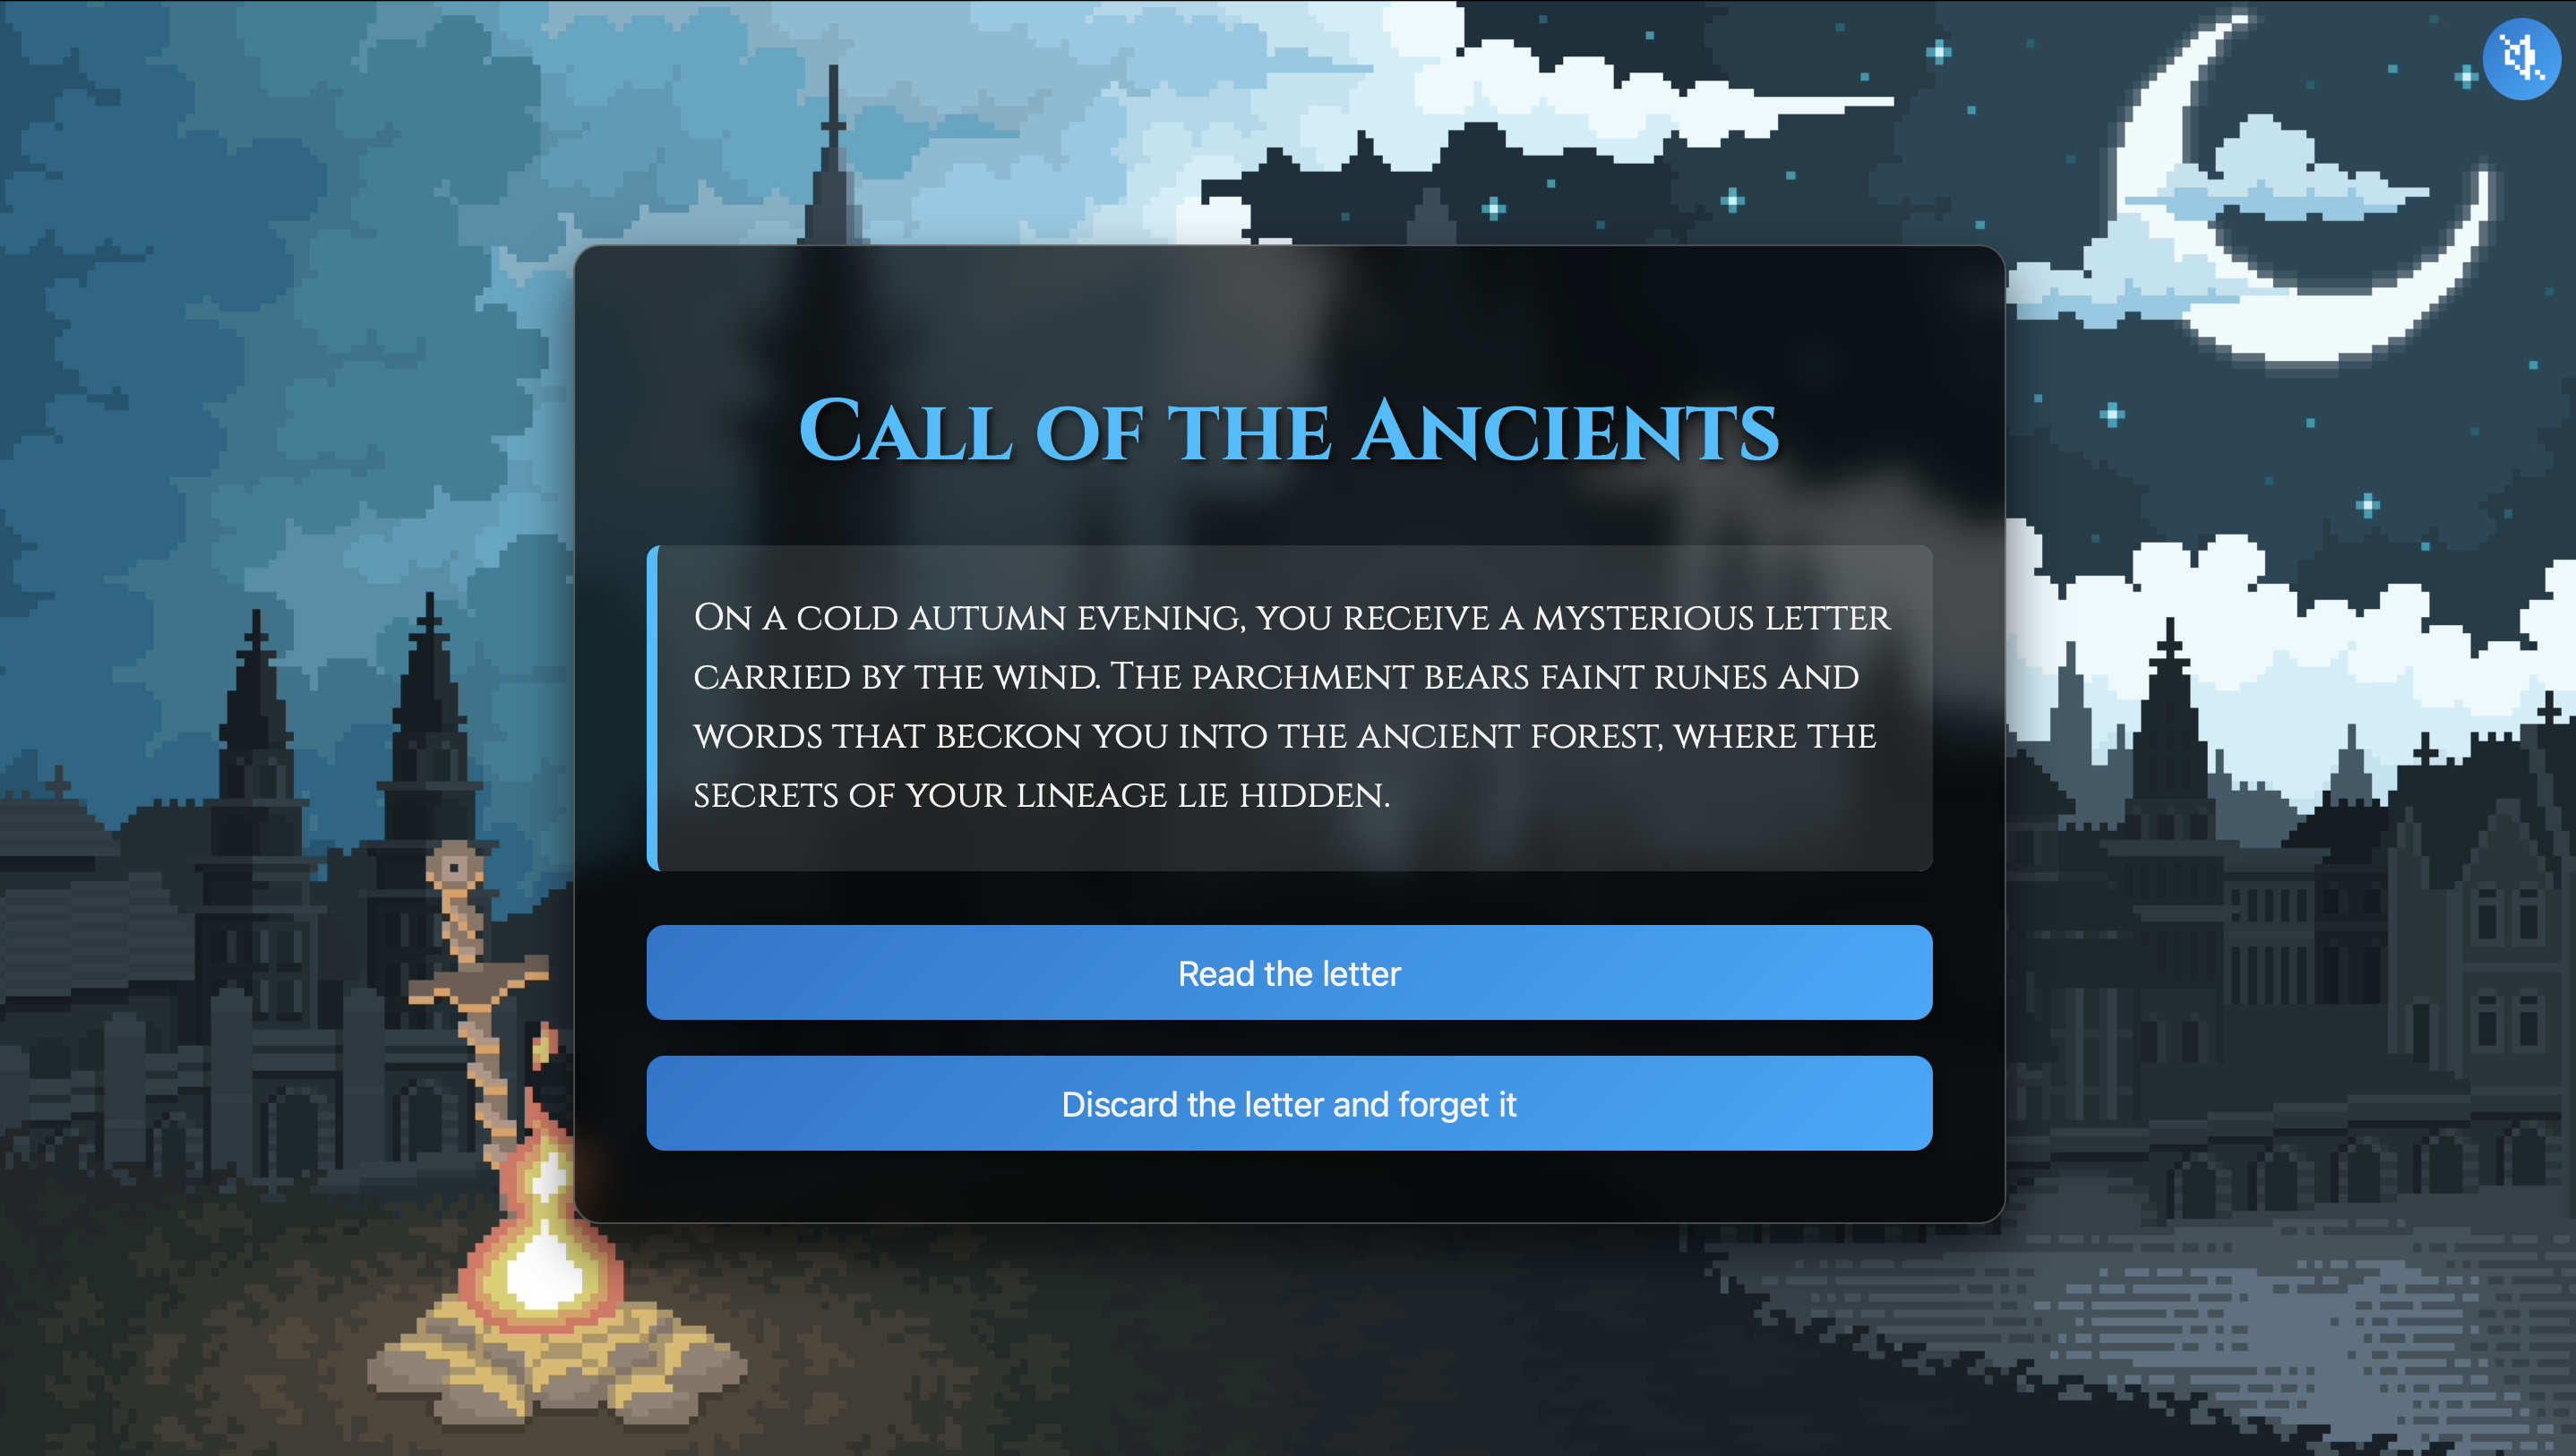 Call of the Ancients
On a cold autumn evening, you receive a mysterious letter
carried by the wind. The parchment bears faint runes and
words that beckon you into the ancient forest, where the
secrets of your lineage lie hidden.
Read the letter
Discard the letter and forget it